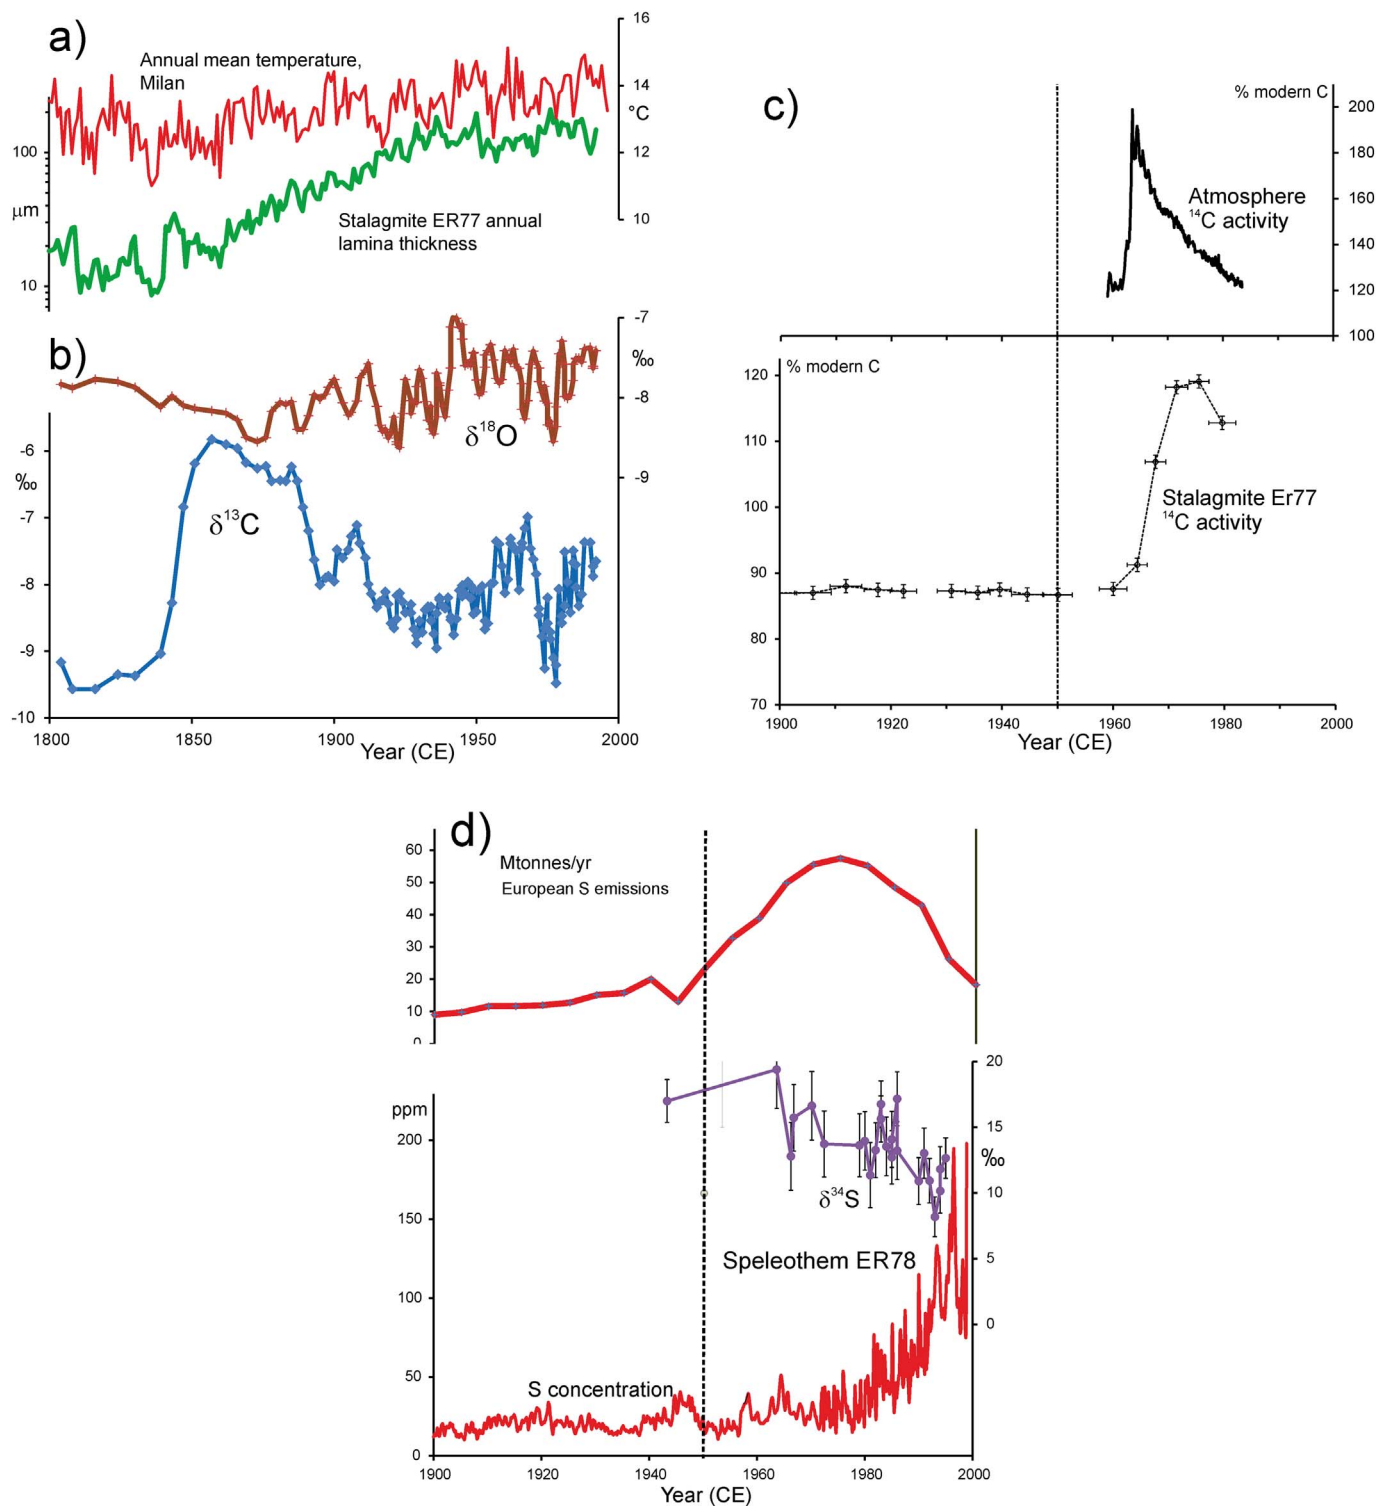 a)
Annual mean temperature,
Milan
16
14
°C
12
10
100
μm
10
Stalagmite ER77 annual
lamina thickness
b)
-7
‰
-8
-9
δ18O
-6
‰
-7
-8
-9
-10
δ13C
1800
1850
1900
1950
2000
Year (CE)
c)
% modern C
200
180
160
140
120
100
Atmosphere
14C activity
% modern C
120
110
100
90
80
70
Stalagmite Er77
14C activity
1900
1920
1940
1960
1980
2000
Year (CE)
d)
Mtonnes/yr
European S emissions
60
50
40
30
20
10
0
ppm
200
150
100
50
0
20
15
‰
10
5
0
δ34S
Speleothem ER78
S concentration
1900
1920
1940
1960
1980
2000
Year (CE)